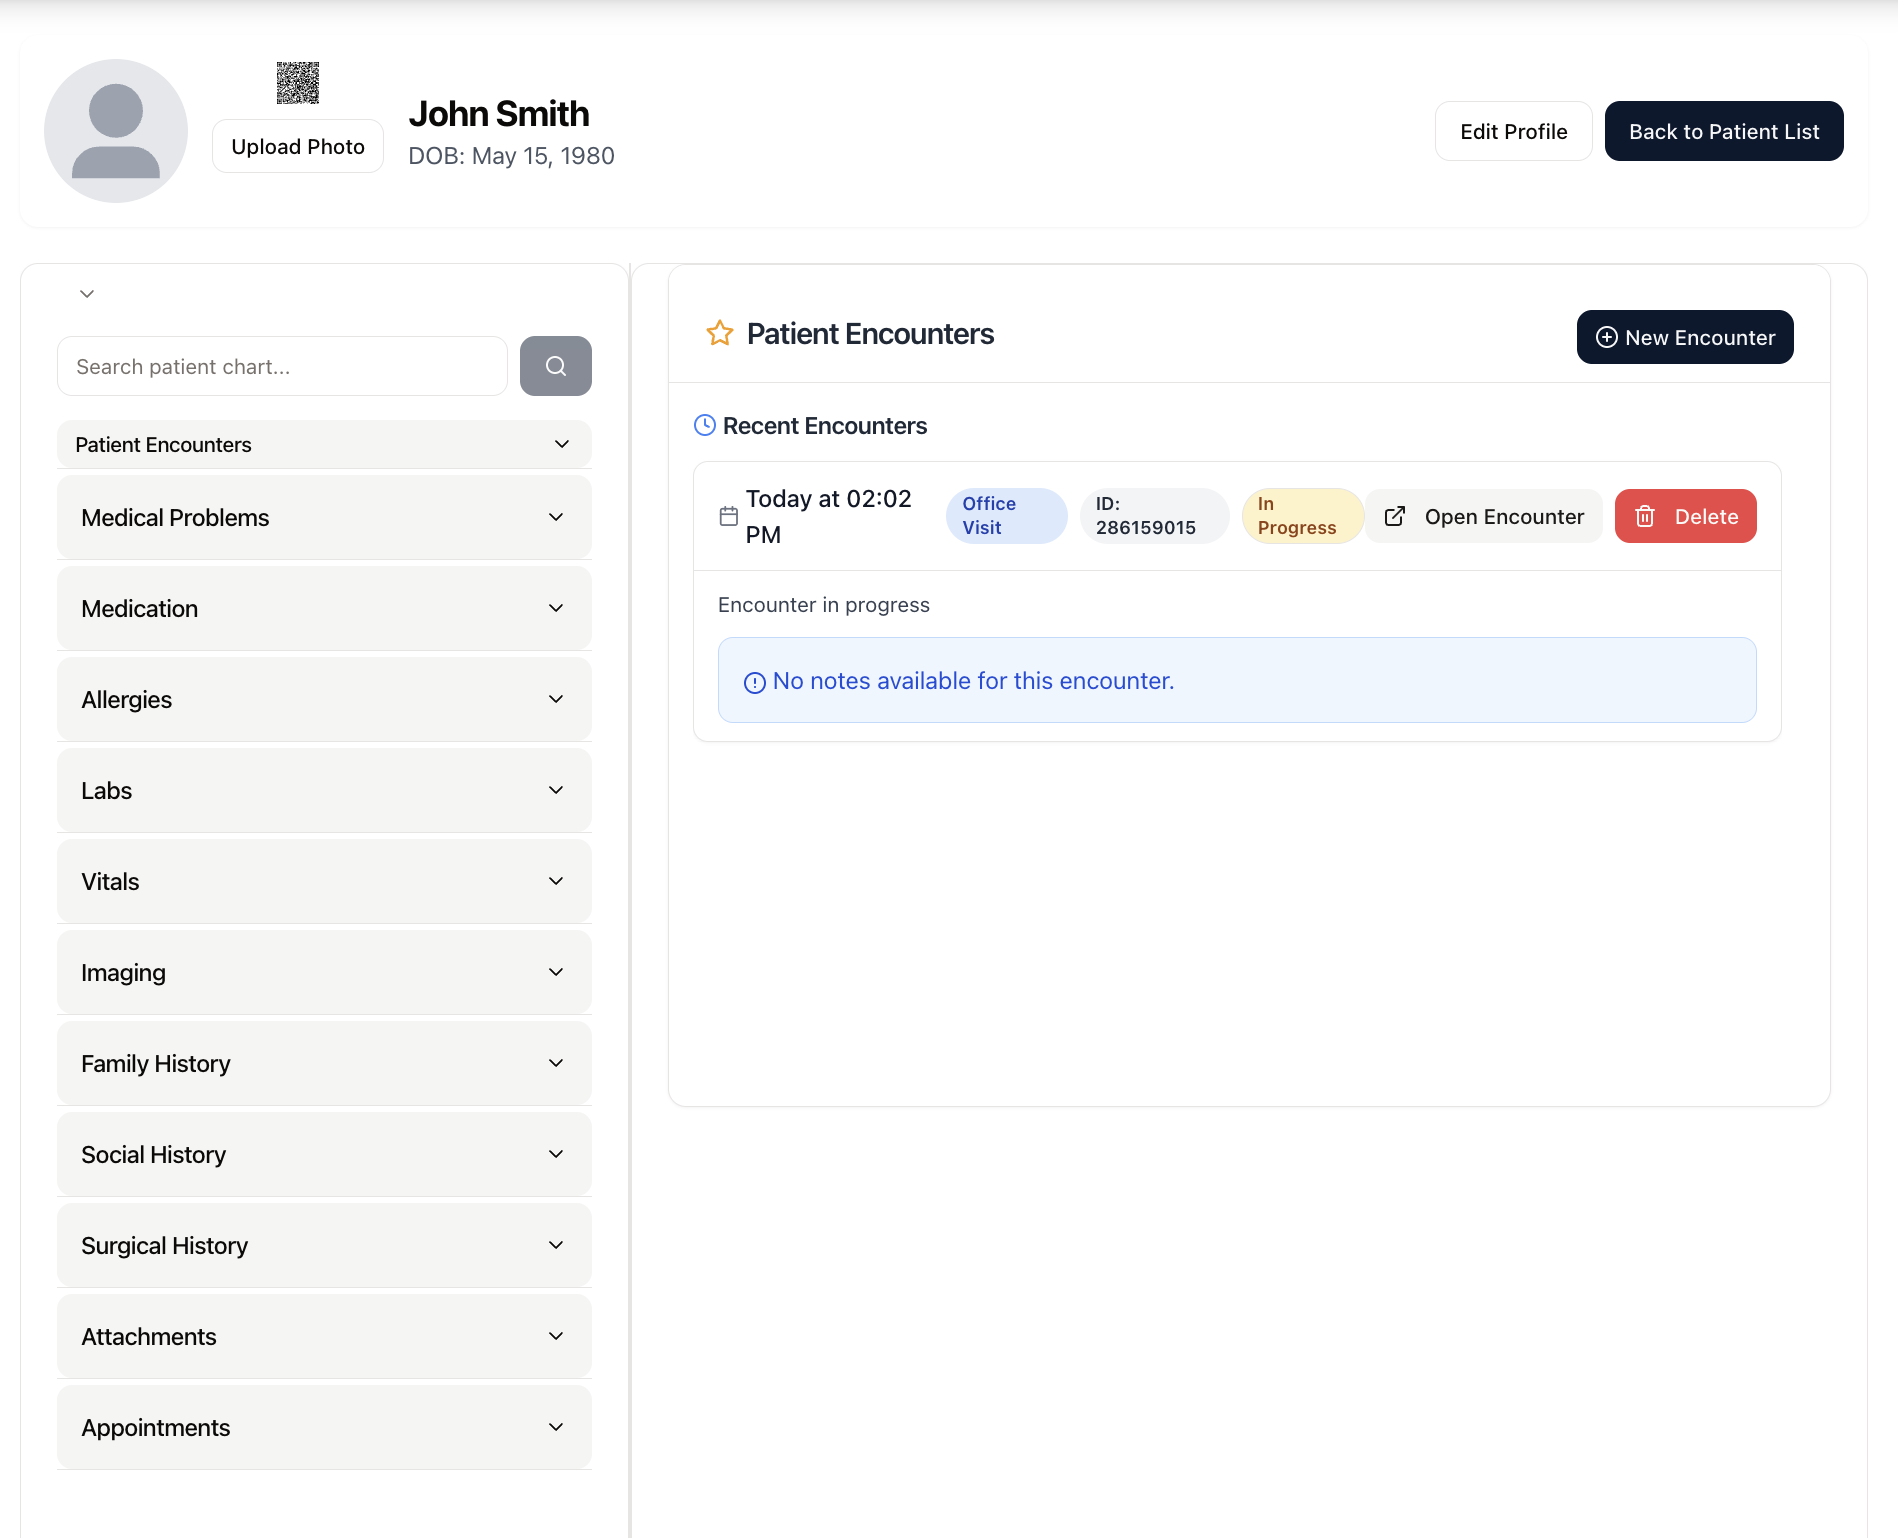 Upload Photo
John Smith
DOB: May 15, 1980
Edit Profile
Back to Patient List
Search patient chart...
Patient Encounters
Medical Problems
Medication
Allergies
Labs
Vitals
Imaging
Family History
Social History
Surgical History
Attachments
Appointments
Patient Encounters
New Encounter
Recent Encounters
Today at 02:02
PM
Office
Visit
ID:
286159015
In
Progress
Open Encounter
Delete
Encounter in progress
No notes available for this encounter.